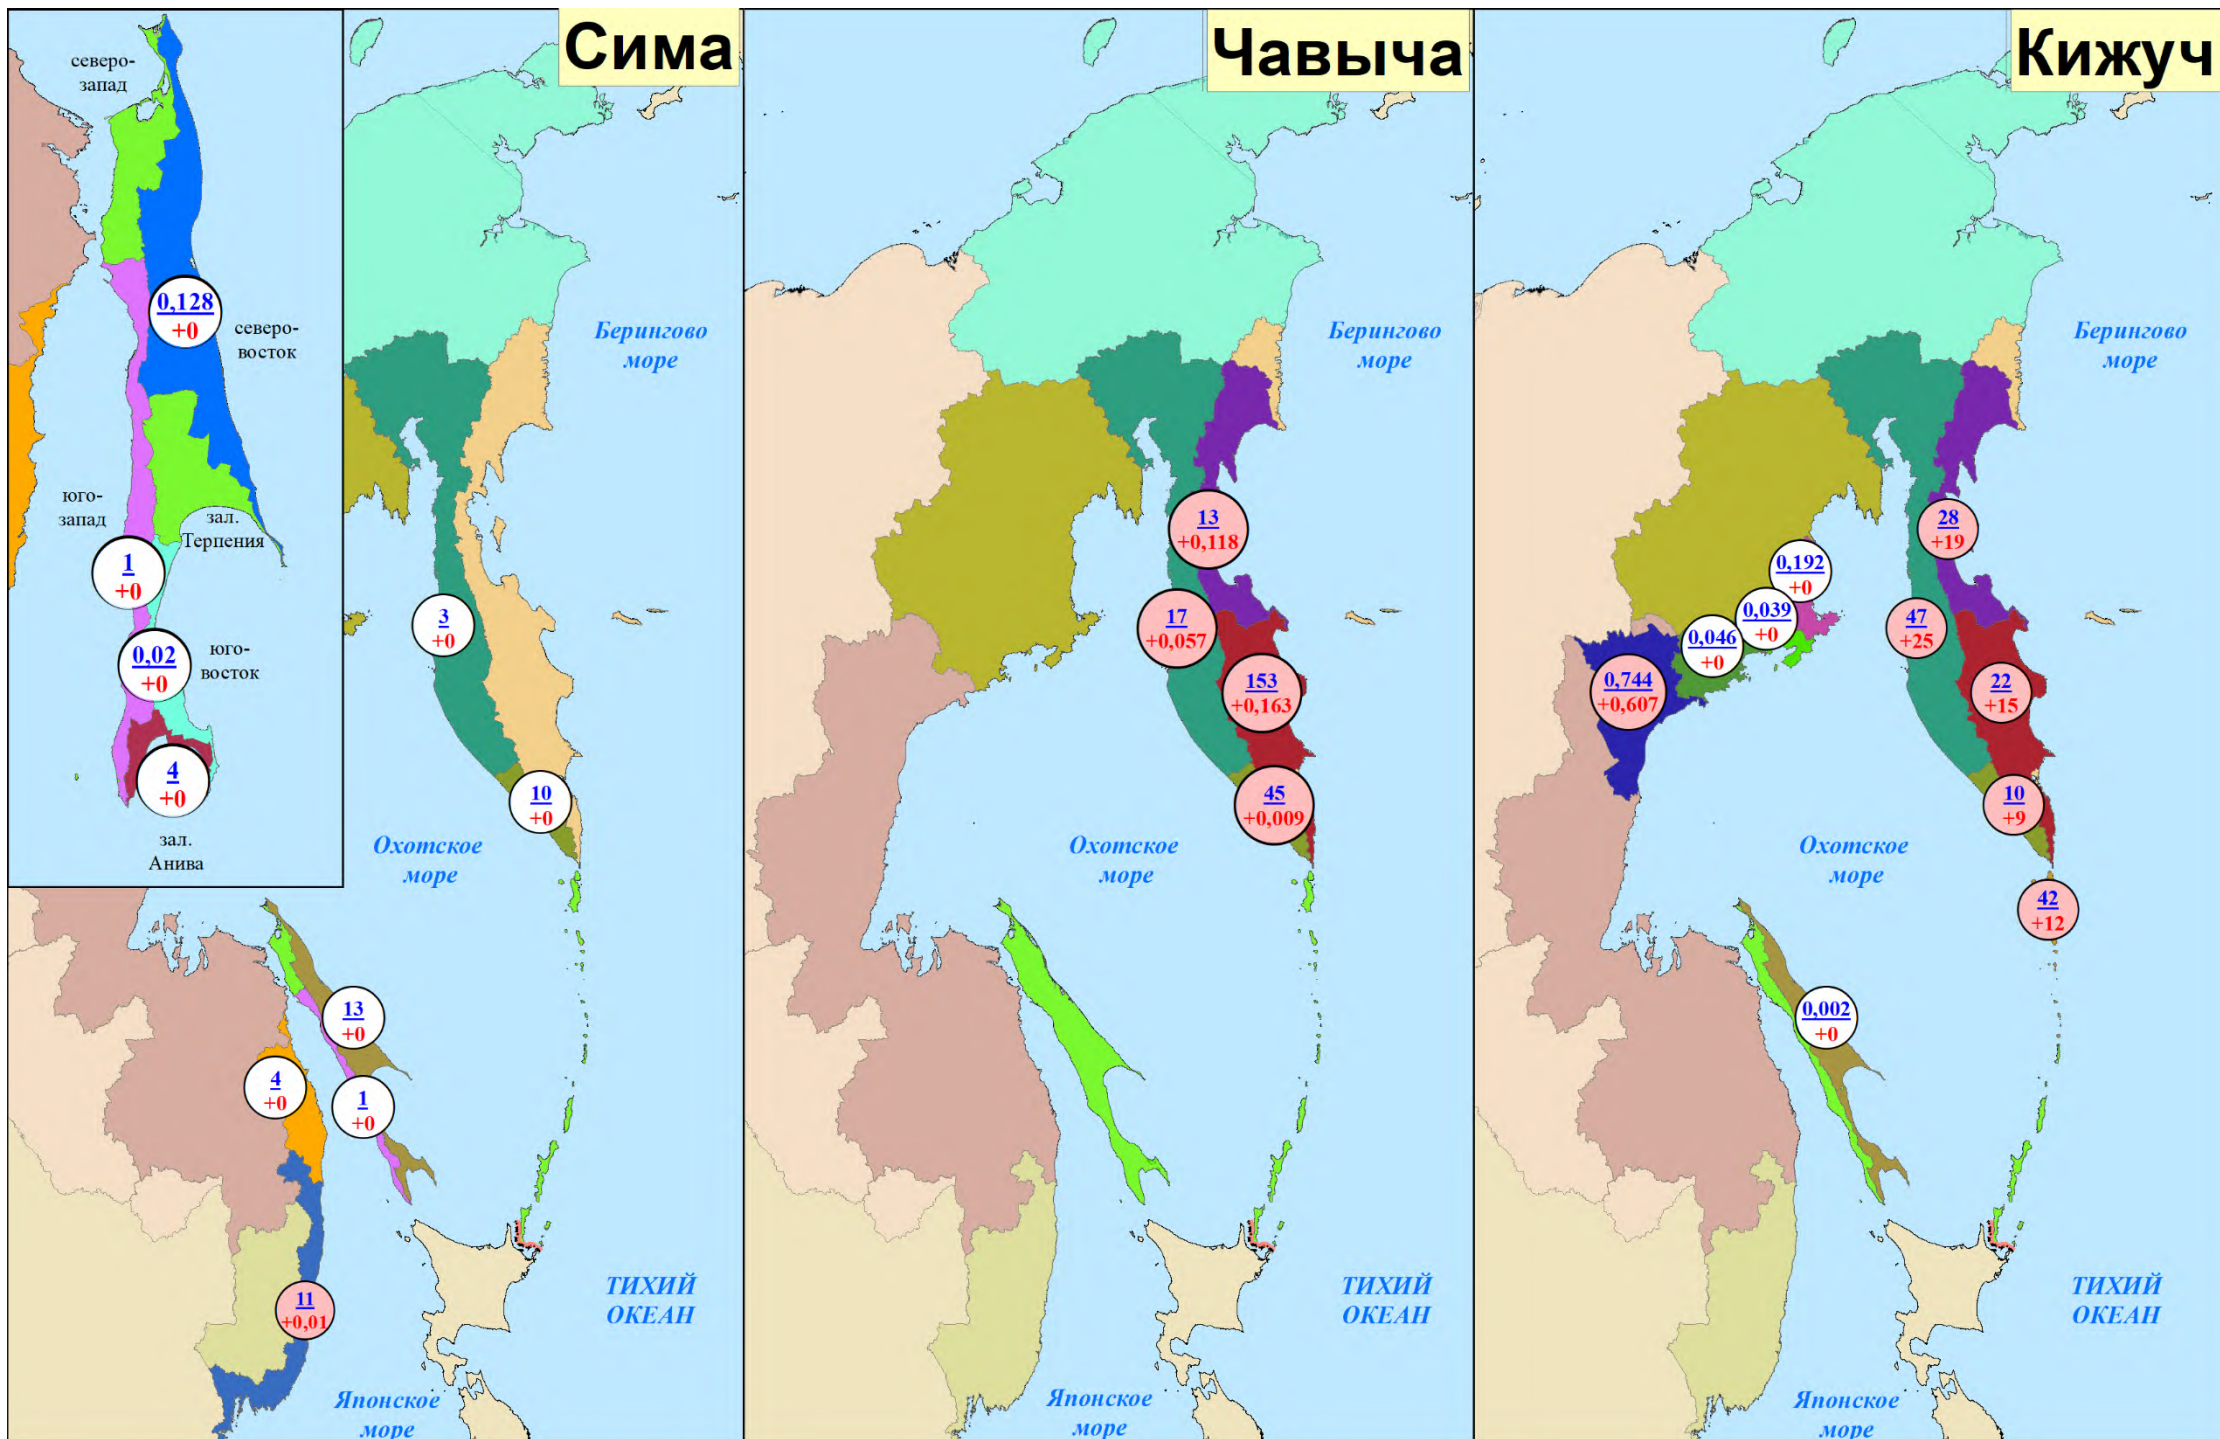 Сима
северо-
запад
0,128
+0
северо-
восток
юго-
запад
зал.
Терпения
1
+0
0,02
+0
юго-
восток
4
+0
зал.
Анива
Берингово
море
3
+0
10
+0
Охотское
море
13
+0
4
+0
1
+0
11
+0,01
ТИХИЙ
ОКЕАН
Японское
море
Чавыча
Берингово
море
13
+0,118
17
+0,057
153
+0,163
45
+0,009
Охотское
море
ТИХИЙ
ОКЕАН
Японское
море
Кижуч
Берингово
море
28
+19
0,192
+0
0,039
+0
0,046
+0
47
+25
0,744
+0,607
22
+15
10
+9
Охотское
море
42
+12
0,002
+0
ТИХИЙ
ОКЕАН
Японское
море